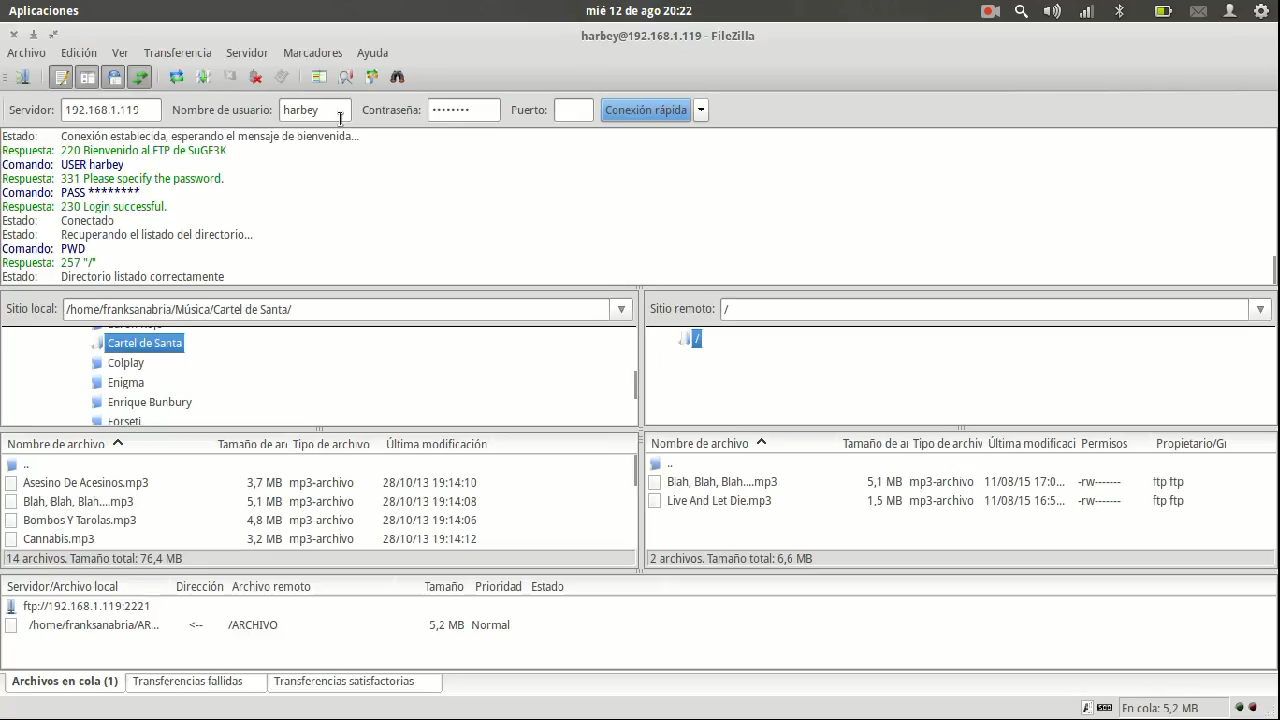 Aplicaciones
mié 12 de ago 20:22
harbey@192.168.1.119 - FileZilla
Archivo Edición Ver Transferencia Servidor Marcadores Ayuda
Servidor: 192.168.1.119 Nombre de usuario: harbey Contraseña: •••••••• Puerto: Conexión rápida
Estado: Conexión establecida, esperando el mensaje de bienvenida...
Respuesta: 220 Bienvenido al FTP de SuGE3K
Comando: USER harbey
Respuesta: 331 Please specify the password.
Comando: PASS ********
Respuesta: 230 Login successful.
Estado: Conectado
Estado: Recuperando el listado del directorio...
Comando: PWD
Respuesta: 257 "/"
Estado: Directorio listado correctamente
Sitio local: /home/franksanabria/Música/Cartel de Santa/
Cartel de Santa
Colplay
Enigma
Enrique Bunbury
Forseti
Sitio remoto: /
/
Nombre de archivo Tamaño de ar Tipo de archivo Última modificación
..
Asesino De Acesinos.mp3 3,7 MB mp3-archivo 28/10/13 19:14:10
Blah, Blah, Blah....mp3 5,1 MB mp3-archivo 28/10/13 19:14:08
Bombos Y Tarolas.mp3 4,8 MB mp3-archivo 28/10/13 19:14:06
Cannabis.mp3 3,2 MB mp3-archivo 28/10/13 19:14:12
14 archivos. Tamaño total: 76,4 MB
Nombre de archivo Tamaño de ar Tipo de archiv Última modificaci Permisos Propietario/Gr
..
Blah, Blah, Blah....mp3 5,1 MB mp3-archivo 11/08/15 17:0... -rw------- ftp ftp
Live And Let Die.mp3 1,5 MB mp3-archivo 11/08/15 16:5... -rw------- ftp ftp
2 archivos. Tamaño total: 6,6 MB
Servidor/Archivo local Dirección Archivo remoto Tamaño Prioridad Estado
ftp://192.168.1.119:2221
/home/franksanabria/AR... <-- /ARCHIVO 5,2 MB Normal
Archivos en cola (1) Transferencias fallidas Transferencias satisfactorias
En cola: 5,2 MB